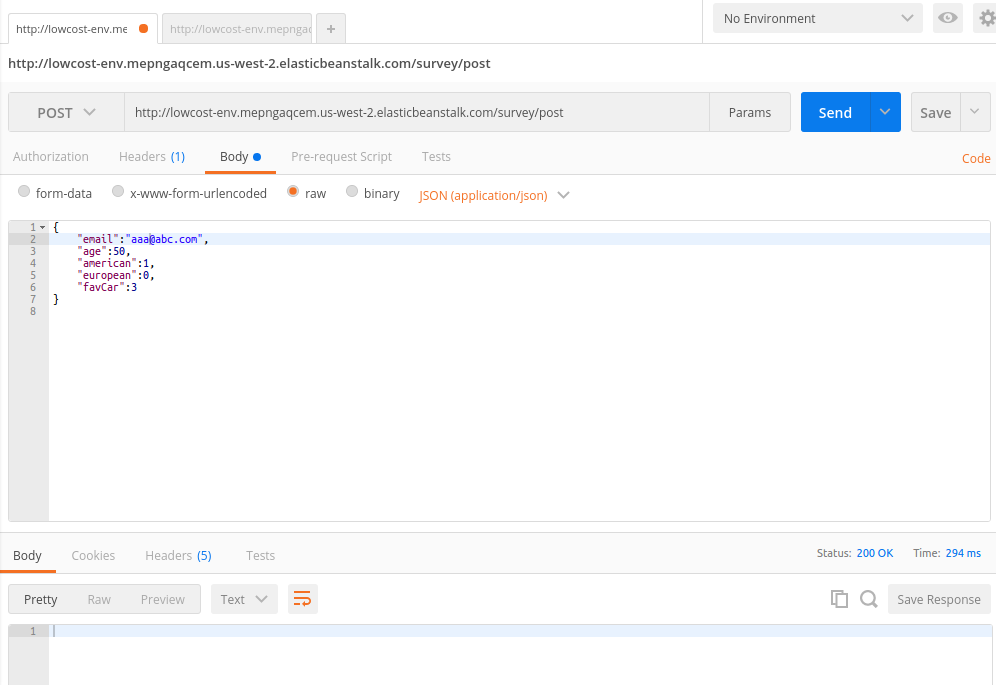 http://lowcost-env.me http://lowcost-env.mepngaq + No Environment
http://lowcost-env.mepngaqcem.us-west-2.elasticbeanstalk.com/survey/post
POST http://lowcost-env.mepngaqcem.us-west-2.elasticbeanstalk.com/survey/post Params Send Save
Authorization Headers (1) Body Pre-request Script Tests Code
form-data x-www-form-urlencoded raw binary JSON (application/json)
1 {
2 "email":"aaa@abc.com",
3 "age":50,
4 "american":1,
5 "european":0,
6 "favCar":3
7 }
8
Body Cookies Headers (5) Tests Status: 200 OK Time: 294 ms
Pretty Raw Preview Text Save Response
1